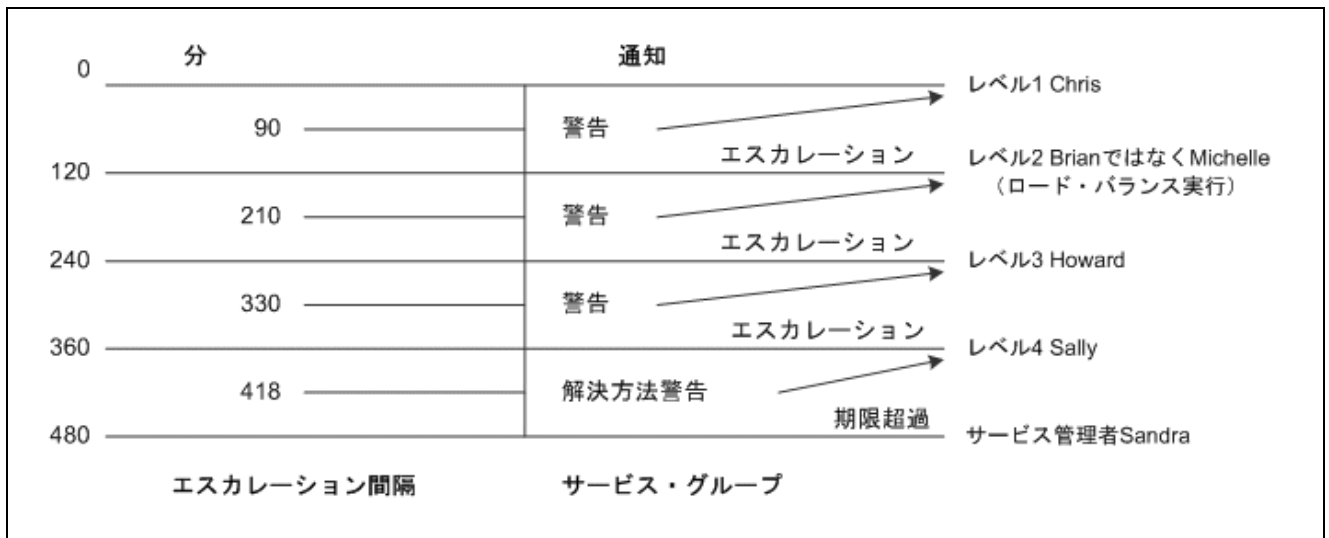 分 通知
0
レベル1 Chris
90 警告
エスカレーション
レベル2 BrianではなくMichelle
（ロード・バランス実行）
120
210 警告
エスカレーション
240
レベル3 Howard
330 警告
エスカレーション
360
レベル4 Sally
418 解決方法警告
期限超過
480
サービス管理者Sandra
エスカレーション間隔 サービス・グループ